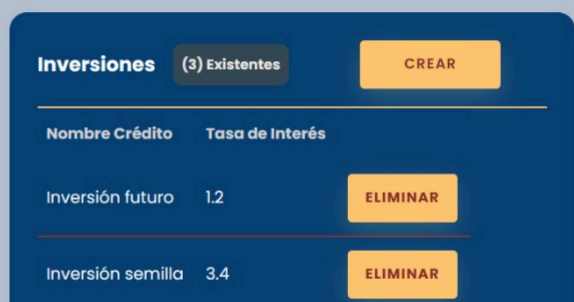 Inversiones (3) Existentes CREAR
Nombre Crédito Tasa de Interés
Inversión futuro 1.2 ELIMINAR
Inversión semilla 3.4 ELIMINAR